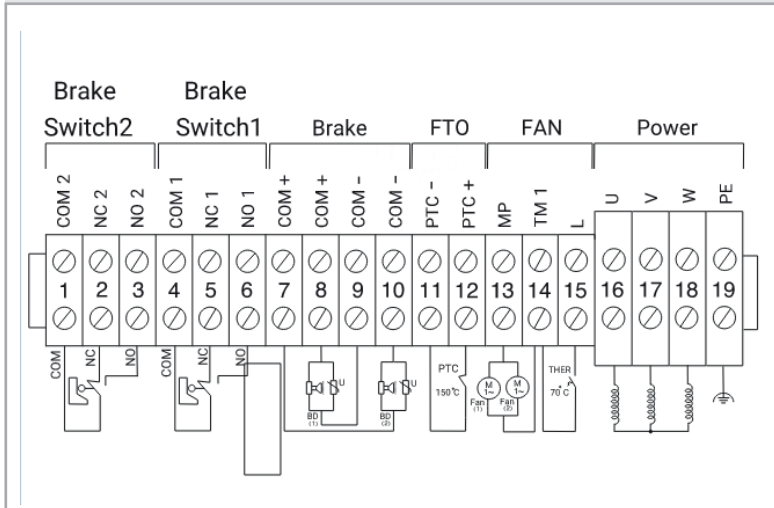 Brake Switch2
Brake Switch1
Brake
FTO
FAN
Power
COM 2
NC 2
NO 2
COM 1
NC 1
NO 1
COM +
COM +
COM -
COM -
PTC -
PTC +
MP
TM 1
L
U
V
W
PE
1 2 3 4 5 6 7 8 9 10 11 12 13 14 15 16 17 18 19
COM
NC
NO
COM
NC
NO
U
BD
(1)
U
BD
(2)
PTC
150°C
M
1~
Fan
(1)
M
1~
Fan
(2)
THER
70°C